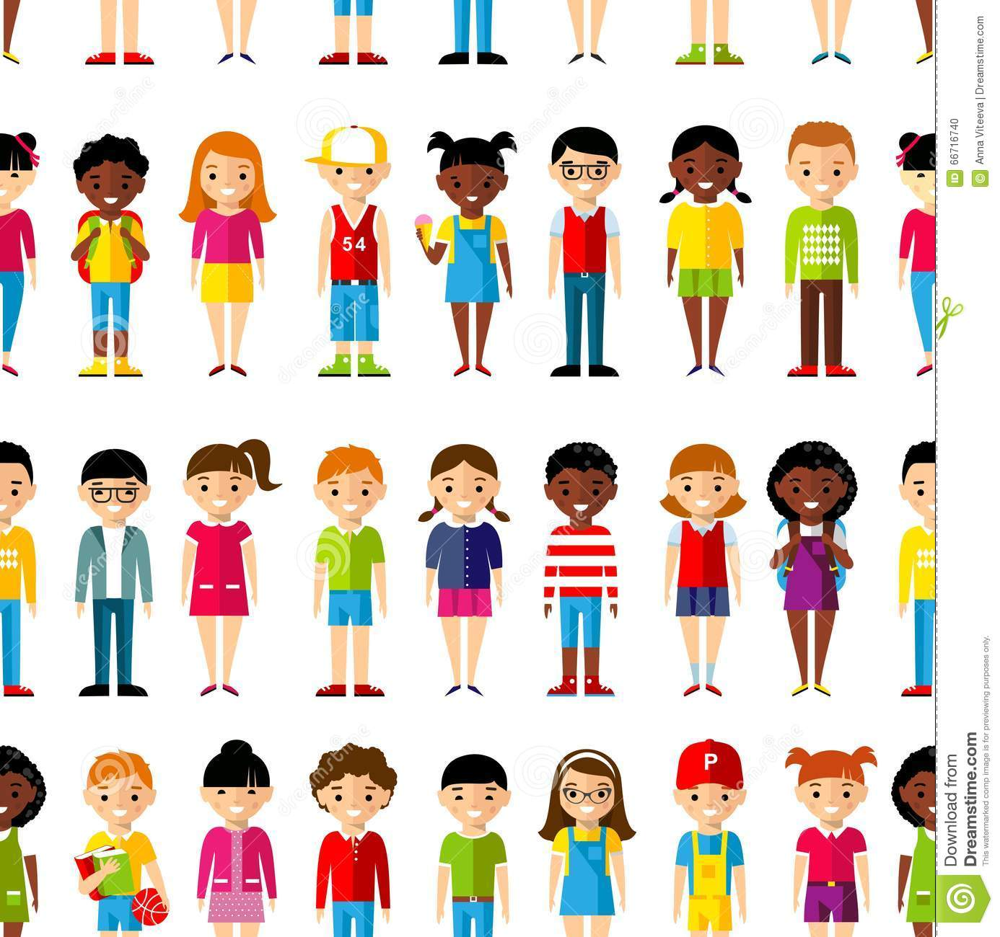 54
P
ID 66716740
© Anna Viteeva | Dreamstime.com
Download from
Dreamstime.com
This watermarked comp image is for previewing purposes only.